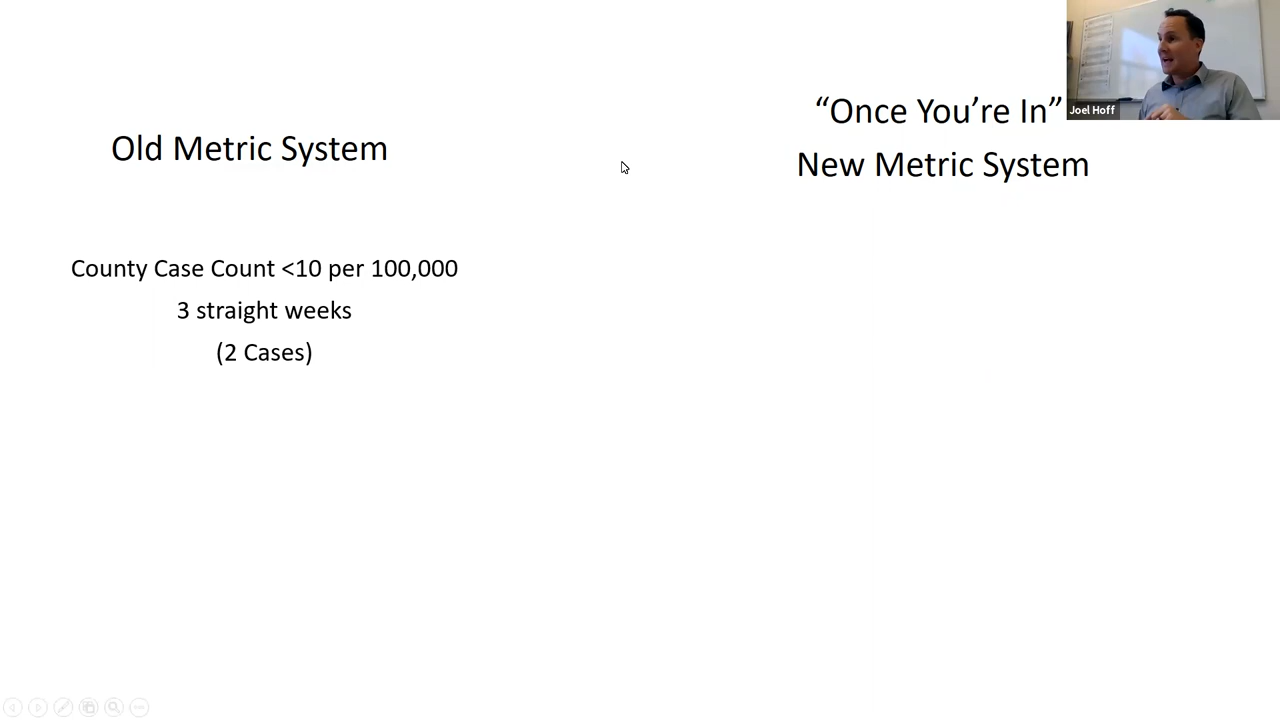 Old Metric System
County Case Count <10 per 100,000
3 straight weeks
(2 Cases)
“Once You’re In”
New Metric System
Joel Hoff